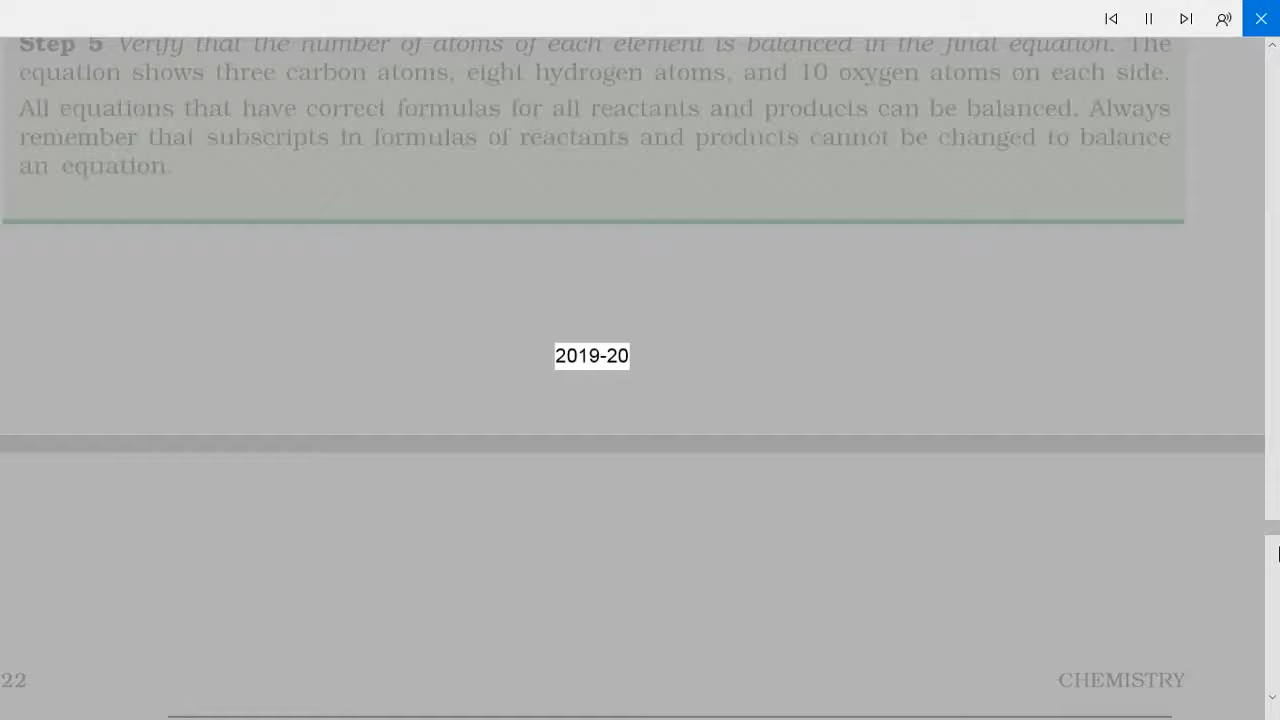 Step 5 Verify that the number of atoms of each element is balanced in the final equation. The
equation shows three carbon atoms, eight hydrogen atoms, and 10 oxygen atoms on each side.
All equations that have correct formulas for all reactants and products can be balanced. Always
remember that subscripts in formulas of reactants and products cannot be changed to balance
an equation.
2019-20
22 CHEMISTRY